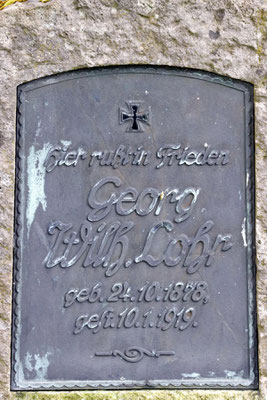 Hier ruht in Frieden
Georg
Wilh. Lohr
geb. 24.10.1878,
gest. 10.1.1919.